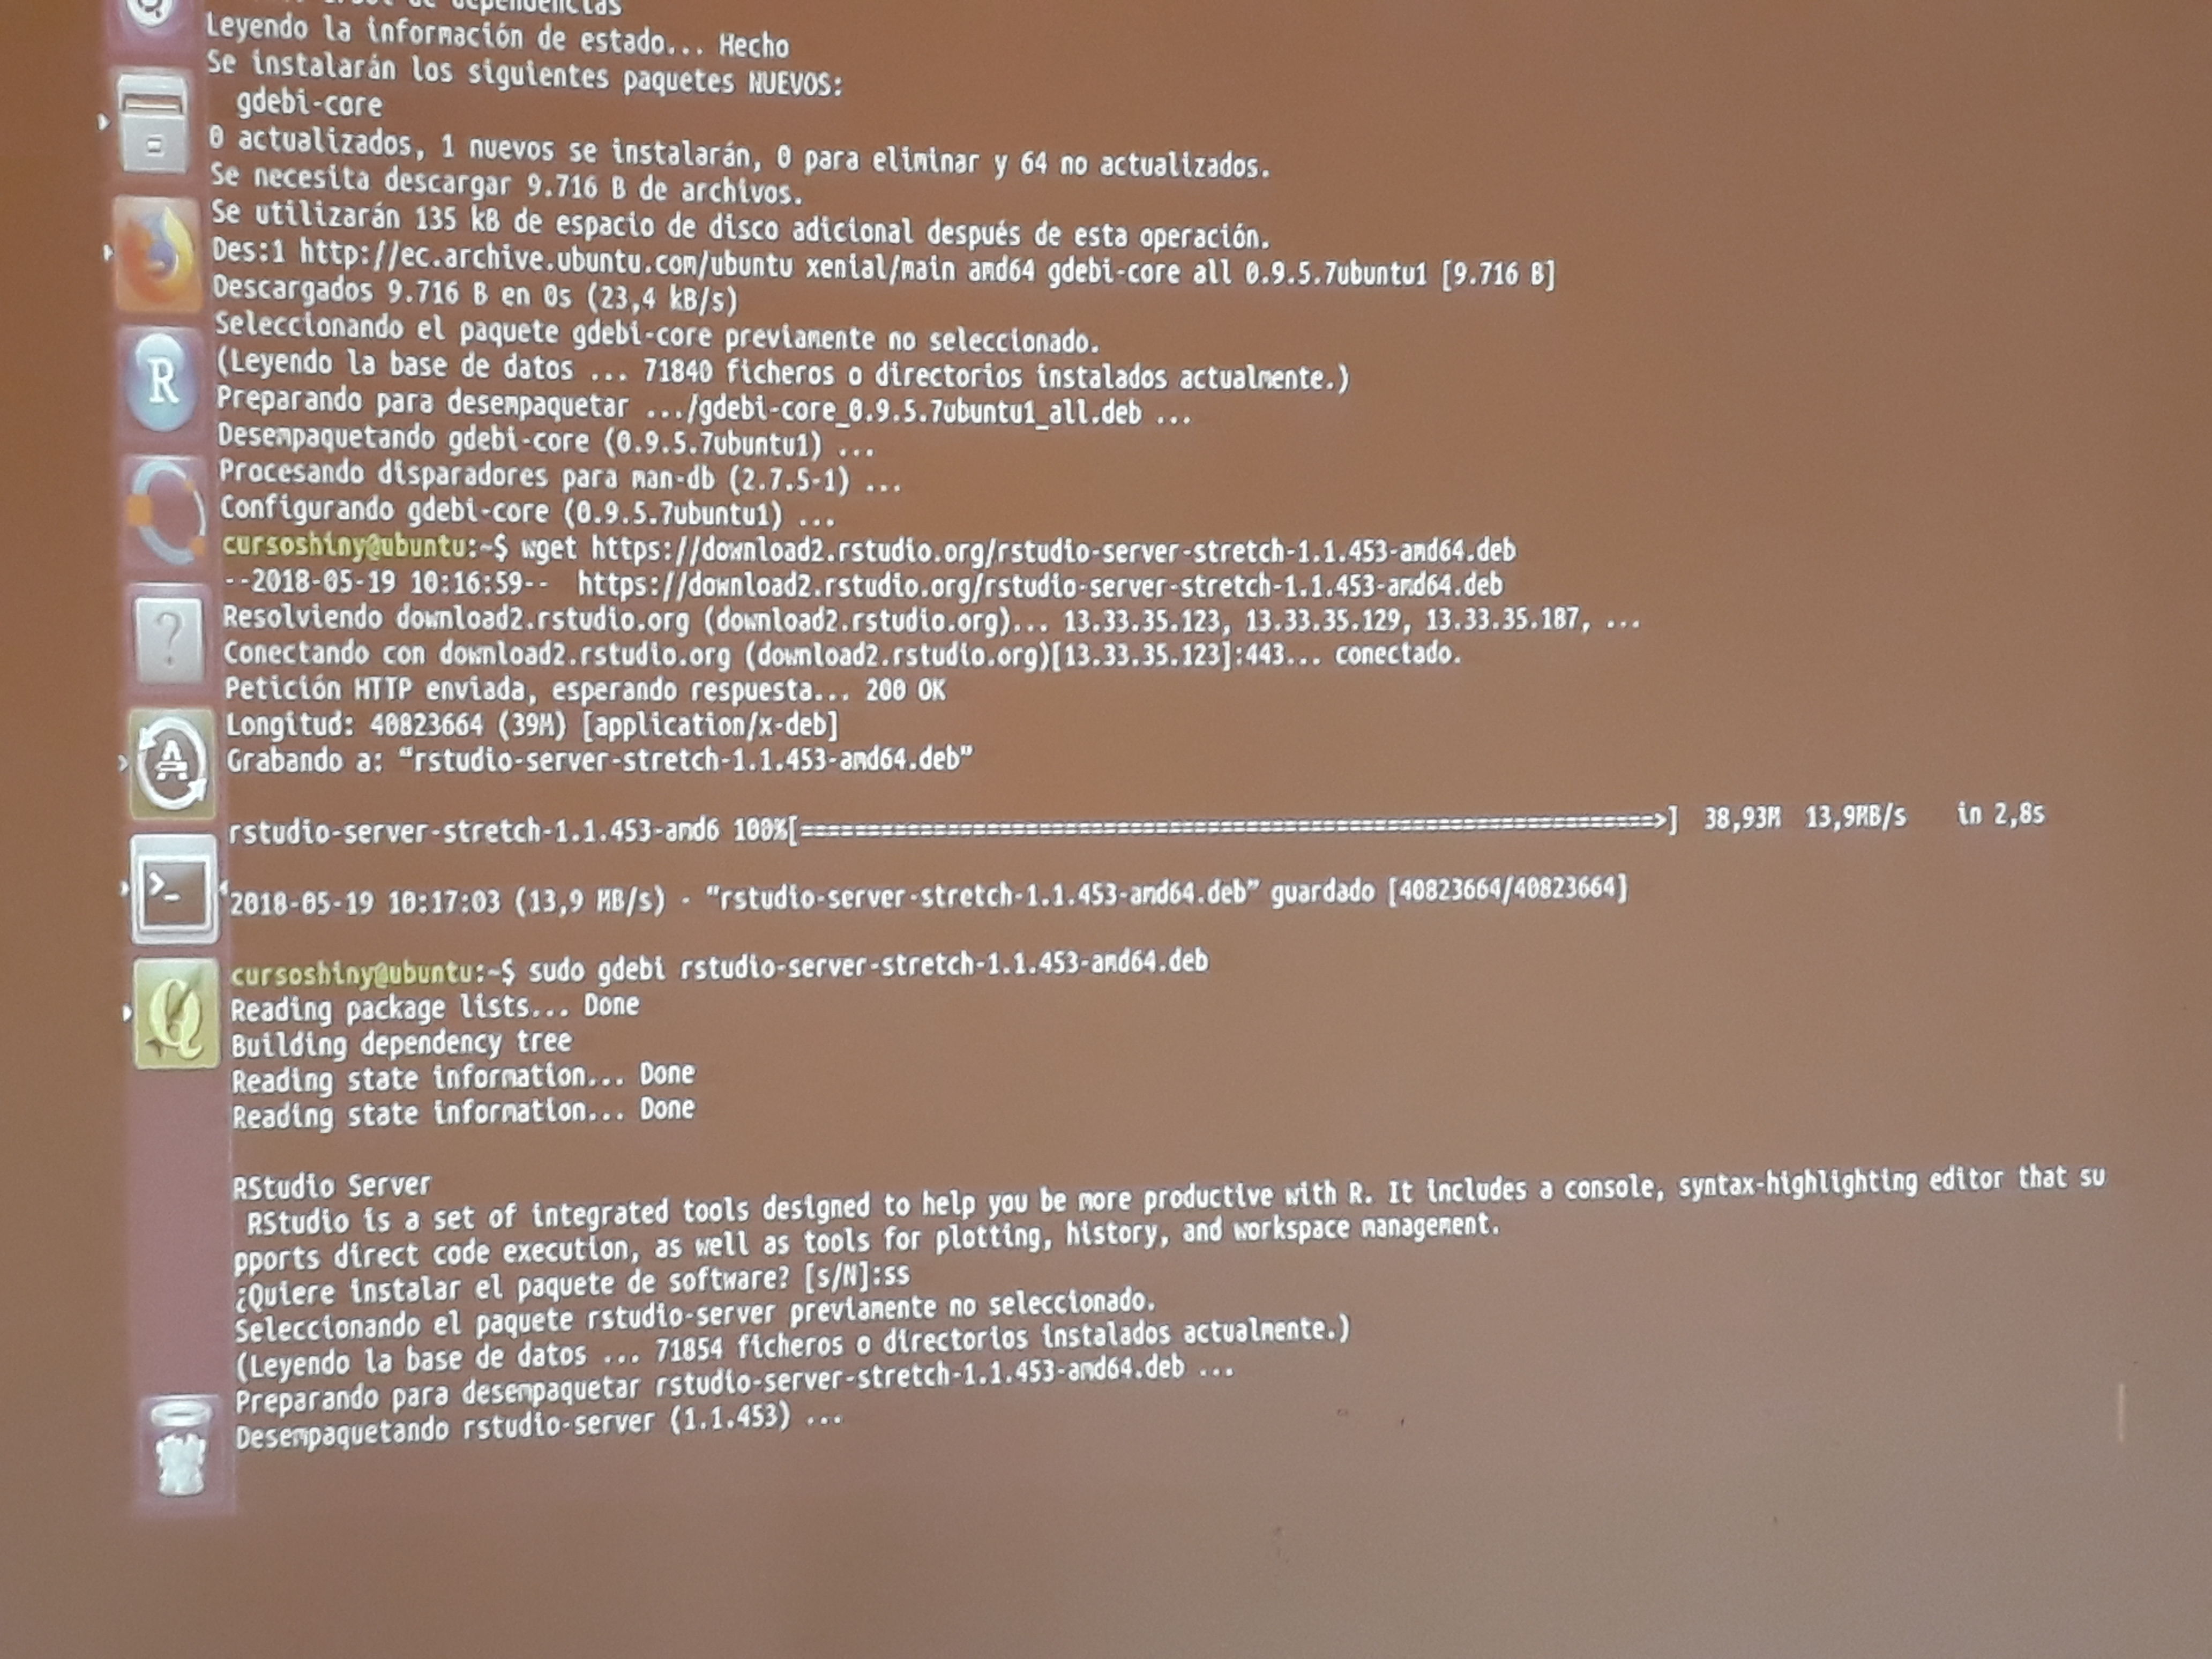 de dependencias
Leyendo la información de estado... Hecho
Se instalarán los siguientes paquetes NUEVOS:
gdebi-core
0 actualizados, 1 nuevos se instalarán, 0 para eliminar y 64 no actualizados.
Se necesita descargar 9.716 B de archivos.
Se utilizarán 135 kB de espacio de disco adicional después de esta operación.
Des:1 http://ec.archive.ubuntu.com/ubuntu xenial/main amd64 gdebi-core all 0.9.5.7ubuntu1 [9.716 B]
Descargados 9.716 B en 0s (23,4 kB/s)
Seleccionando el paquete gdebi-core previamente no seleccionado.
(Leyendo la base de datos ... 71840 ficheros o directorios instalados actualmente.)
Preparando para desempaquetar .../gdebi-core_0.9.5.7ubuntu1_all.deb ...
Desempaquetando gdebi-core (0.9.5.7ubuntu1) ...
Procesando disparadores para man-db (2.7.5-1) ...
Configurando gdebi-core (0.9.5.7ubuntu1) ...
cursoshiny@ubuntu:~$ wget https://download2.rstudio.org/rstudio-server-stretch-1.1.453-amd64.deb
--2018-05-19 10:16:59--  https://download2.rstudio.org/rstudio-server-stretch-1.1.453-amd64.deb
Resolviendo download2.rstudio.org (download2.rstudio.org)... 13.33.35.123, 13.33.35.129, 13.33.35.187, ...
Conectando con download2.rstudio.org (download2.rstudio.org)[13.33.35.123]:443... conectado.
Petición HTTP enviada, esperando respuesta... 200 OK
Longitud: 40823664 (39M) [application/x-deb]
Grabando a: “rstudio-server-stretch-1.1.453-amd64.deb”
rstudio-server-stretch-1.1.453-amd6 100%[==========================================================>] 38,93M 13,9MB/s in 2,8s
2018-05-19 10:17:03 (13,9 MB/s) - “rstudio-server-stretch-1.1.453-amd64.deb” guardado [40823664/40823664]
cursoshiny@ubuntu:~$ sudo gdebi rstudio-server-stretch-1.1.453-amd64.deb
Reading package lists... Done
Building dependency tree
Reading state information... Done
Reading state information... Done
RStudio Server
RStudio is a set of integrated tools designed to help you be more productive with R. It includes a console, syntax-highlighting editor that su
pports direct code execution, as well as tools for plotting, history, and workspace management.
¿Quiere instalar el paquete de software? [s/N]:ss
Seleccionando el paquete rstudio-server previamente no seleccionado.
(Leyendo la base de datos ... 71854 ficheros o directorios instalados actualmente.)
Preparando para desempaquetar rstudio-server-stretch-1.1.453-amd64.deb ...
Desempaquetando rstudio-server (1.1.453) ...